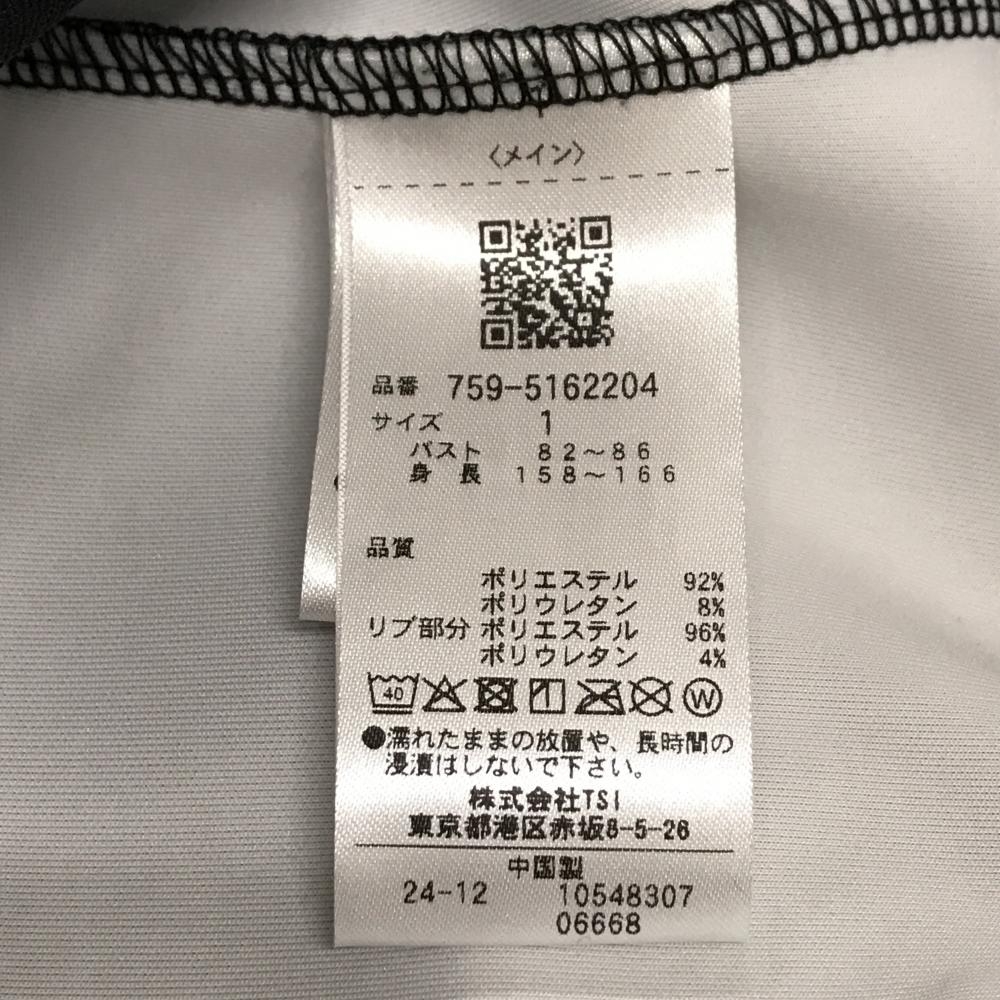 〈メイン〉
品番 759-5162204
サイズ 1
バスト 82～86
身長 158～166
品質
ポリエステル 92%
ポリウレタン 8%
リブ部分 ポリエステル 96%
ポリウレタン 4%
40 W
●濡れたままの放置や、長時間の
浸漬はしないで下さい。
株式会社TSI
東京都港区赤坂8-5-26
中国製
24-12 10548307
06668